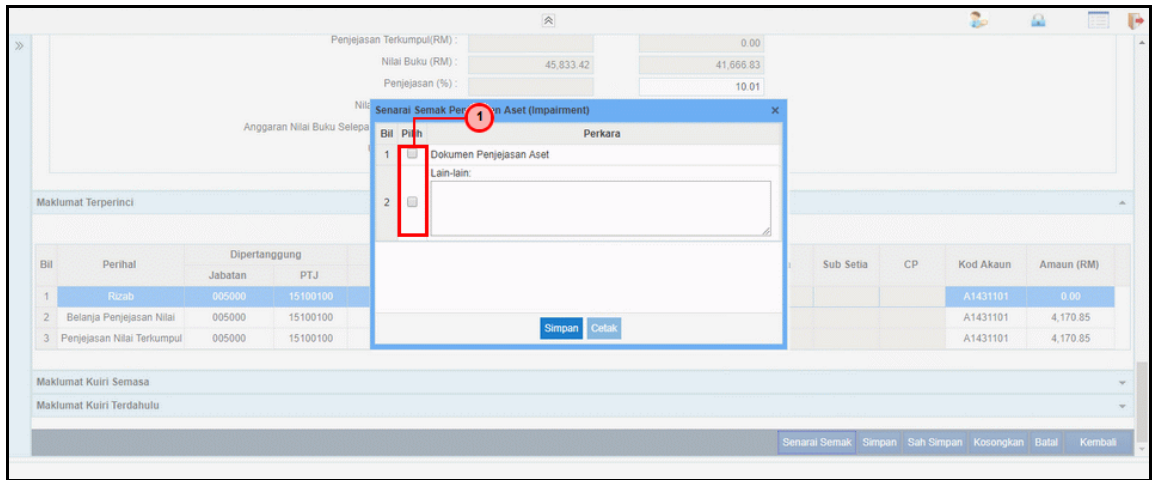 Penjejasan Terkumpul(RM) : 0.00
Nilai Buku (RM) : 45,833.42 41,666.83
Penjejasan (%) : 10.01
Anggaran Nilai Buku Selepa
Senarai Semak Per en Aset (Impairment) ×
1
Bil Pilih Perkara
1 Dokumen Penjejasan Aset
Lain-lain:
2
Simpan Cetak
Maklumat Terperinci
Bil Perihal Dipertanggung Sub Setia CP Kod Akaun Amaun (RM)
Jabatan PTJ
1 Rizab 005000 15100100 A1431101 0.00
2 Belanja Penjejasan Nilai 005000 15100100 A1431101 4,170.85
3 Penjejasan Nilai Terkumpul 005000 15100100 A1431101 4,170.85
Maklumat Kuiri Semasa
Maklumat Kuiri Terdahulu
Senarai Semak Simpan Sah Simpan Kosongkan Batal Kembali